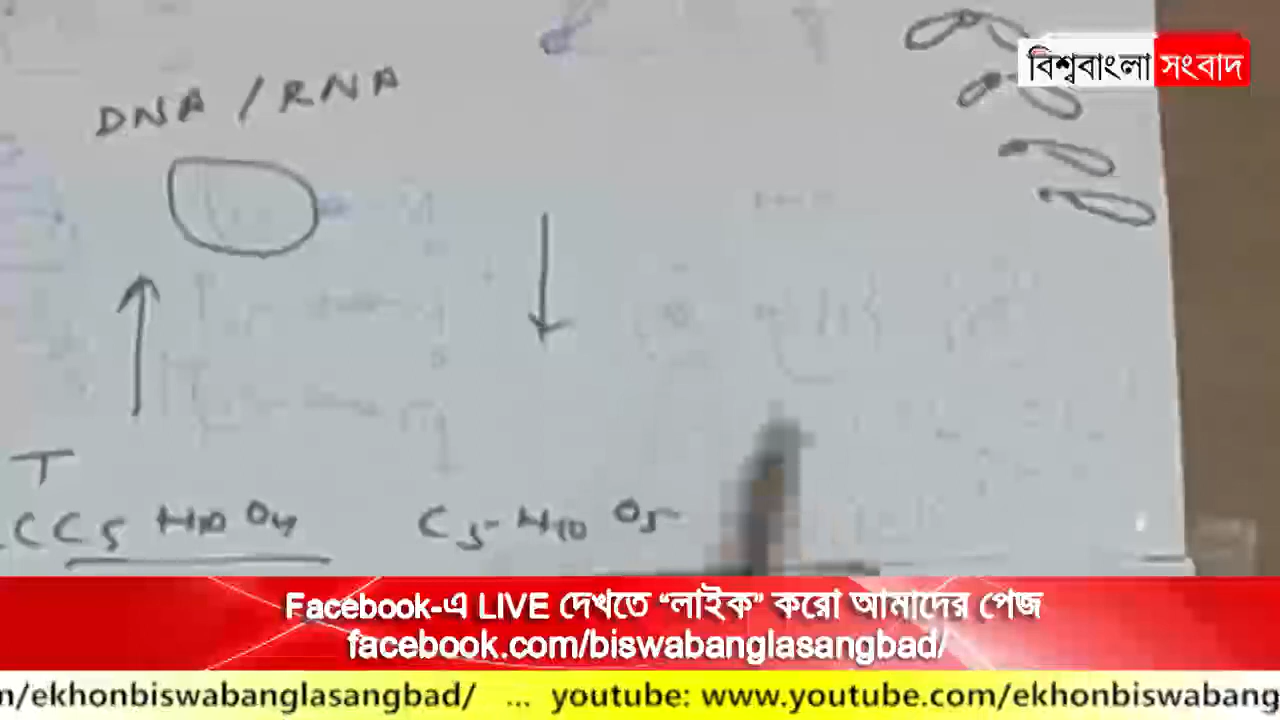 বিশ্ববাংলা সংবাদ
DNA / RNA
T
C C5 H10 O4
C5 H10 O5
Facebook-এ LIVE দেখতে “লাইক” করো আমাদের পেজ
facebook.com/biswabanglasangbad/
m/ekhonbiswabanglasangbad/ ... youtube: www.youtube.com/ekhonbiswabang